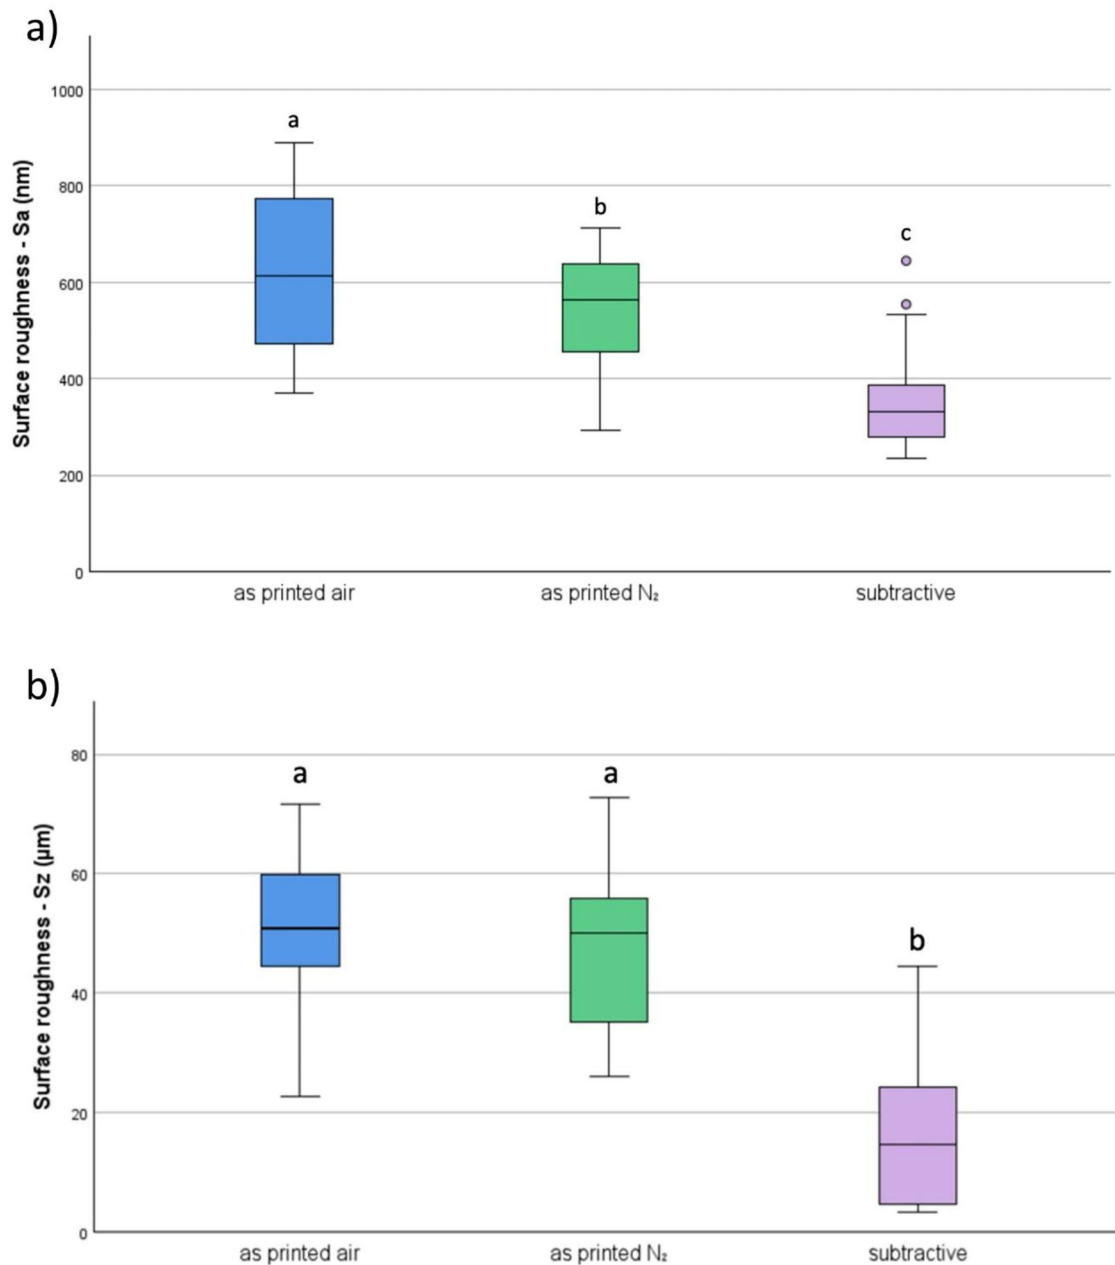 a)
Surface roughness - Sa (nm)
1000
800
600
400
200
0
a
b
c
as printed air
as printed N₂
subtractive
b)
Surface roughness - Sz (µm)
80
60
40
20
0
a
a
b
as printed air
as printed N₂
subtractive